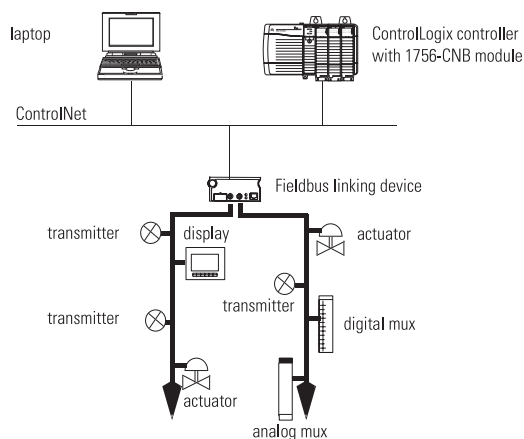 laptop
ControlLogix controller
with 1756-CNB module
ControlNet
Fieldbus linking device
transmitter
display
actuator
transmitter
transmitter
digital mux
actuator
analog mux